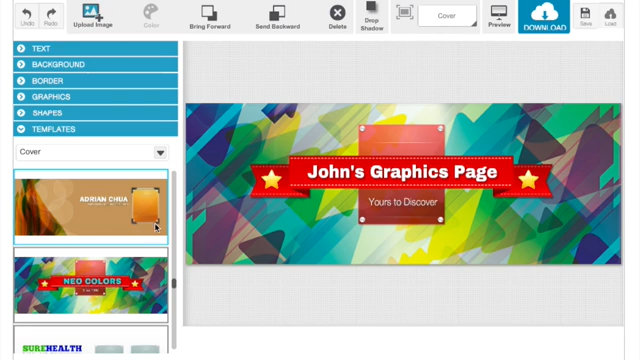 Undo Redo Upload Image Color Bring Forward Send Backward Delete Drop Shadow Cover Preview DOWNLOAD Save Load
TEXT
BACKGROUND
BORDER
GRAPHICS
SHAPES
TEMPLATES
Cover
ADRIAN CHUA
NEO COLORS
SUREHEALTH
John's Graphics Page
Yours to Discover